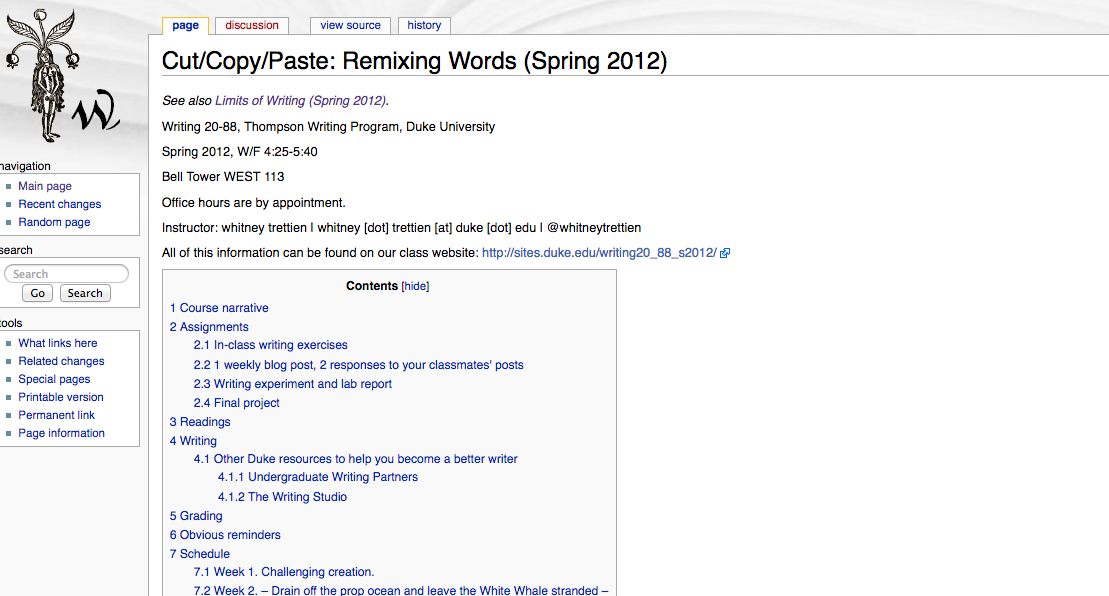 page discussion view source history
Cut/Copy/Paste: Remixing Words (Spring 2012)
See also Limits of Writing (Spring 2012).
Writing 20-88, Thompson Writing Program, Duke University
Spring 2012, W/F 4:25-5:40
Bell Tower WEST 113
Office hours are by appointment.
Instructor: whitney trettien | whitney [dot] trettien [at] duke [dot] edu | @whitneytrettien
All of this information can be found on our class website: http://sites.duke.edu/writing20_88_s2012/
Contents [hide]
1 Course narrative
2 Assignments
2.1 In-class writing exercises
2.2 1 weekly blog post, 2 responses to your classmates' posts
2.3 Writing experiment and lab report
2.4 Final project
3 Readings
4 Writing
4.1 Other Duke resources to help you become a better writer
4.1.1 Undergraduate Writing Partners
4.1.2 The Writing Studio
5 Grading
6 Obvious reminders
7 Schedule
7.1 Week 1. Challenging creation.
7.2 Week 2. – Drain off the prop ocean and leave the White Whale stranded –
W
navigation
Main page
Recent changes
Random page
search
Search
Go Search
tools
What links here
Related changes
Special pages
Printable version
Permanent link
Page information